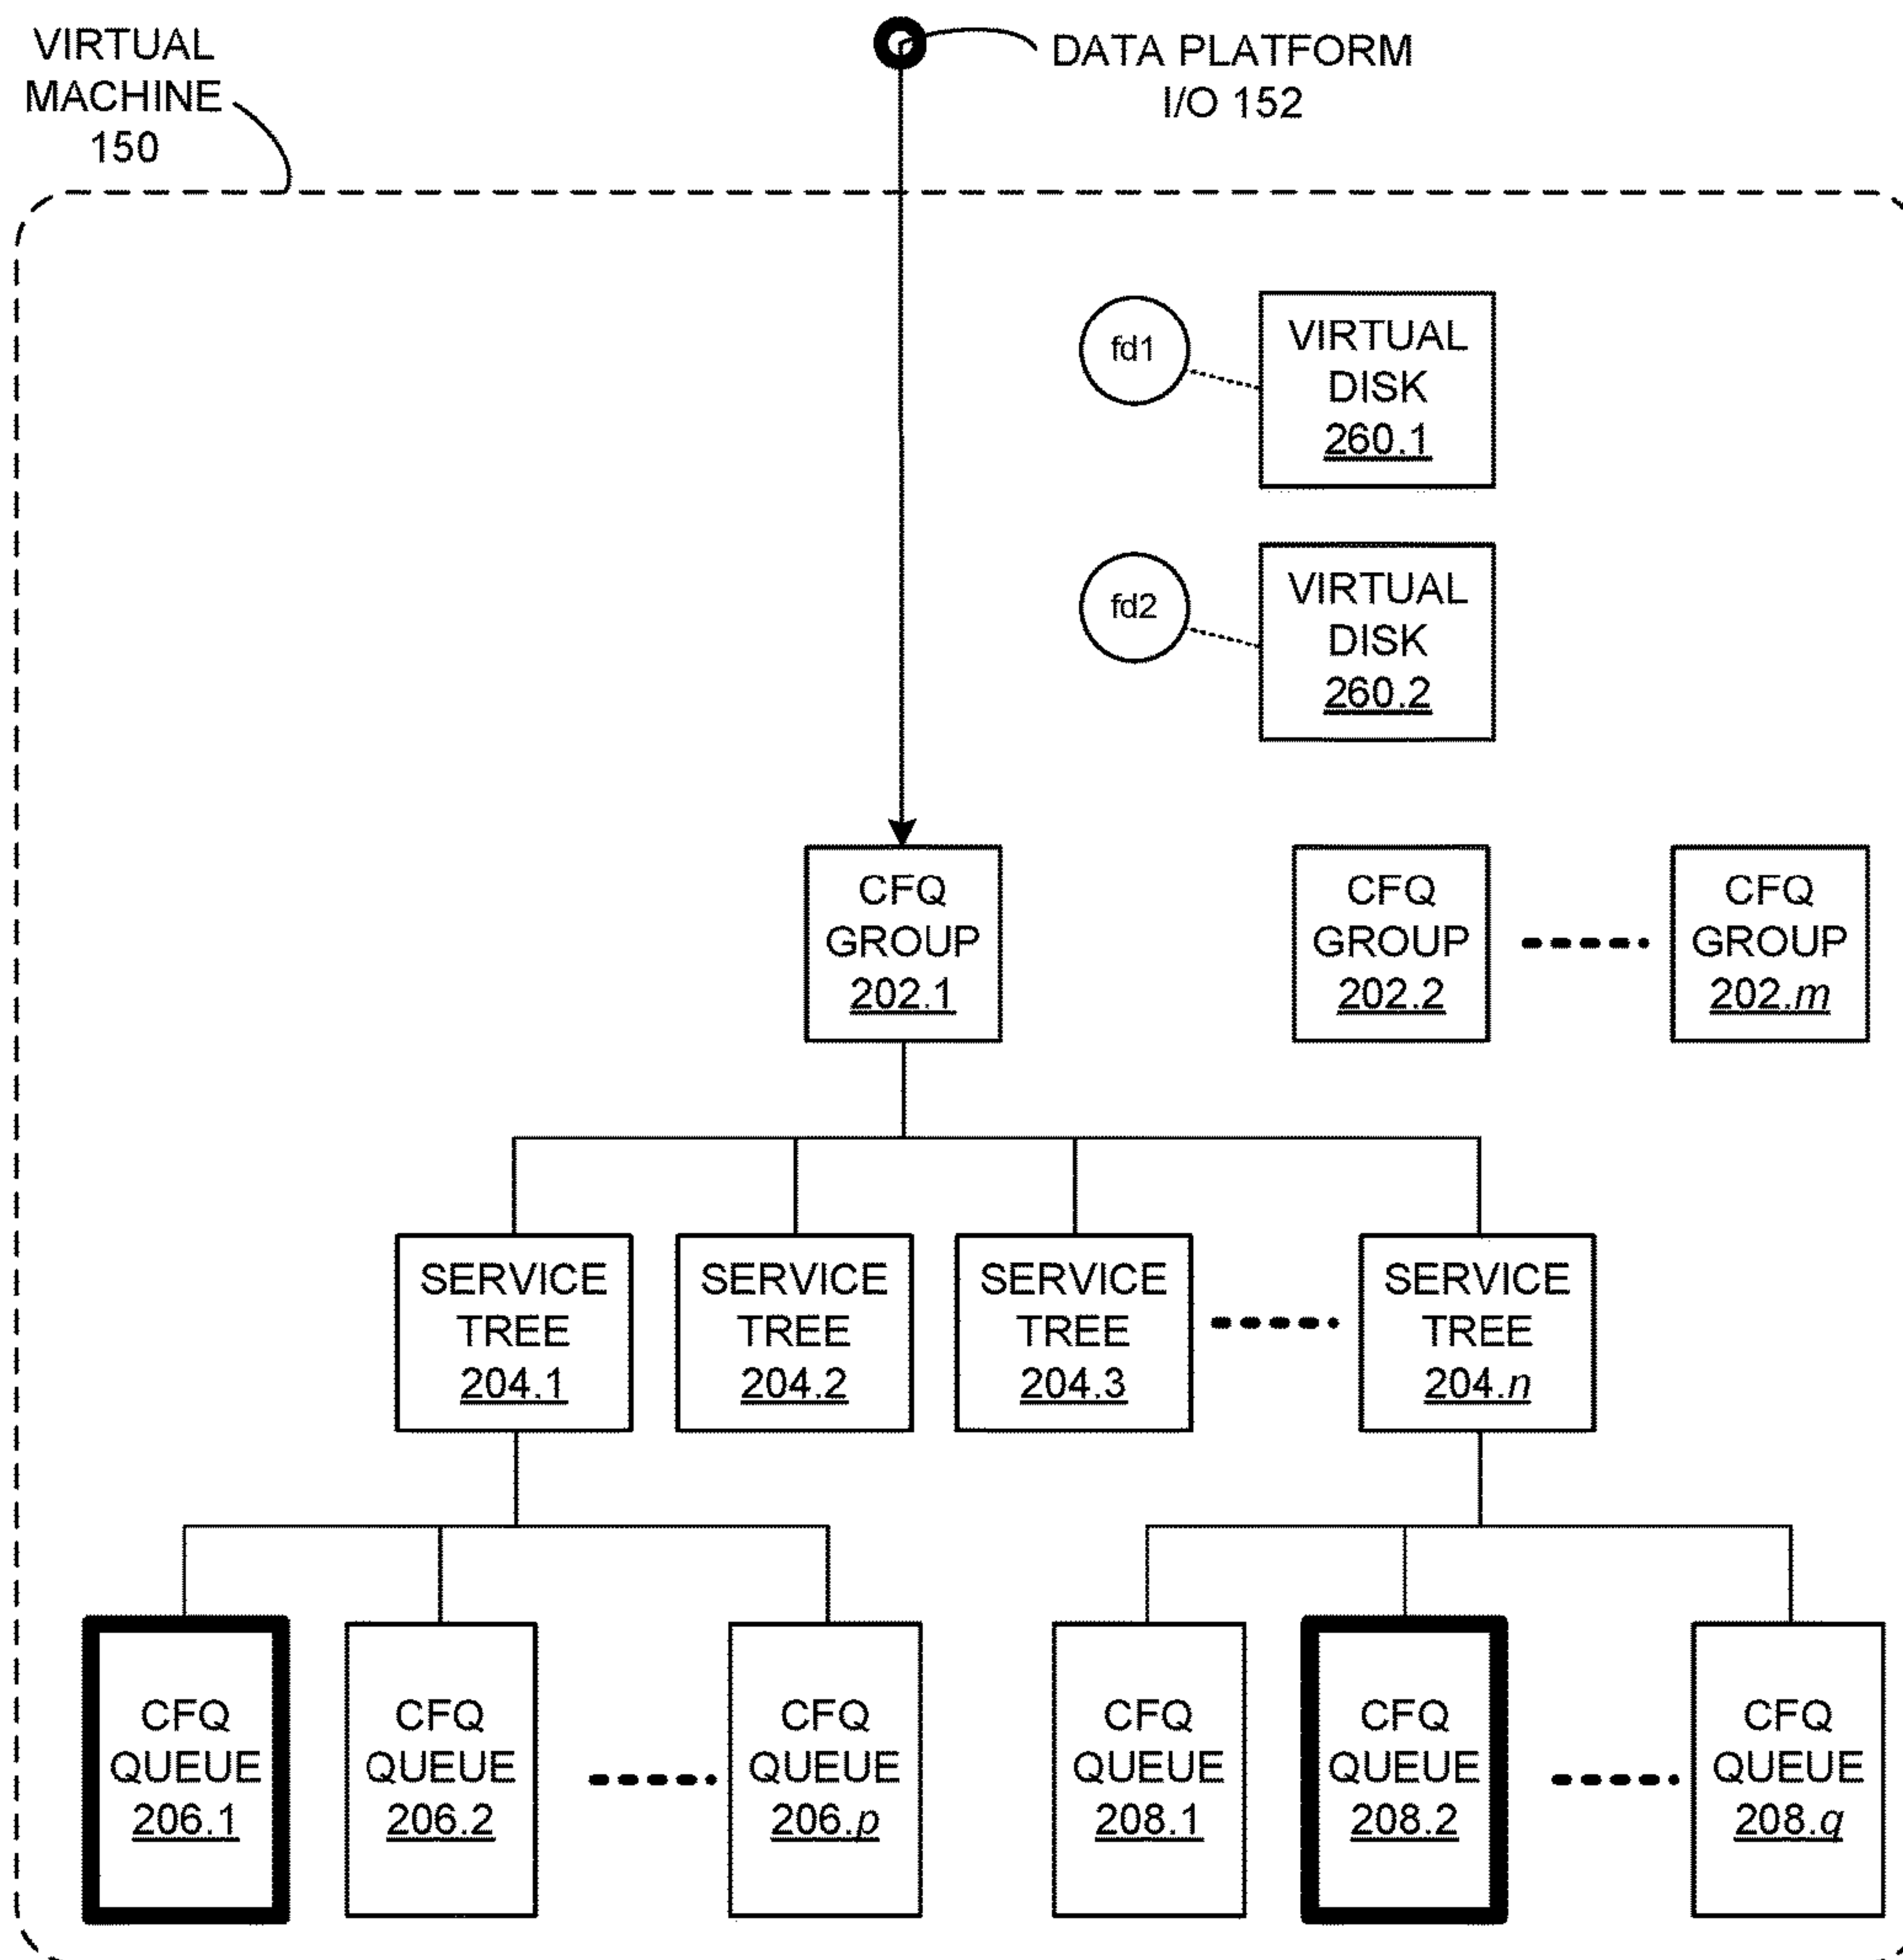 VIRTUAL
MACHINE
150
DATA PLATFORM
I/O 152
fd1
VIRTUAL
DISK
260.1
fd2
VIRTUAL
DISK
260.2
CFQ
GROUP
202.1
CFQ
GROUP
202.2
CFQ
GROUP
202.m
SERVICE
TREE
204.1
SERVICE
TREE
204.2
SERVICE
TREE
204.3
SERVICE
TREE
204.n
CFQ
QUEUE
206.1
CFQ
QUEUE
206.2
CFQ
QUEUE
206.p
CFQ
QUEUE
208.1
CFQ
QUEUE
208.2
CFQ
QUEUE
208.q